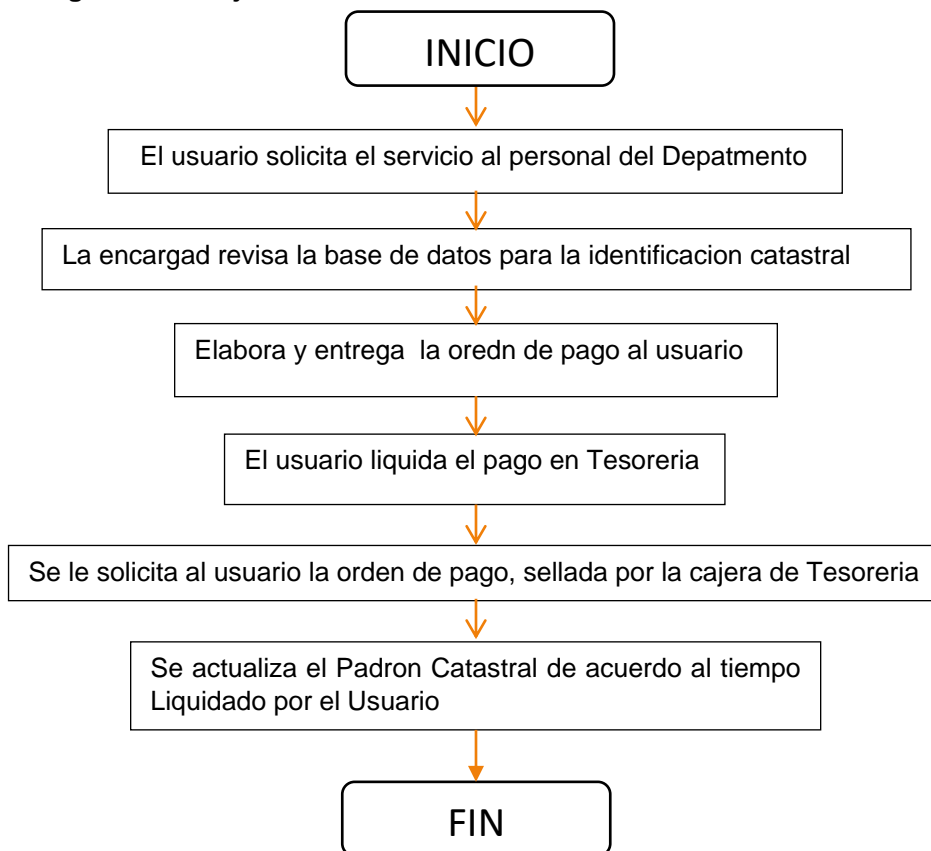 INICIO
El usuario solicita el servicio al personal del Depatmento
La encargad revisa la base de datos para la identificacion catastral
Elabora y entrega la oredn de pago al usuario
El usuario liquida el pago en Tesoreria
Se le solicita al usuario la orden de pago, sellada por la cajera de Tesoreria
Se actualiza el Padron Catastral de acuerdo al tiempo
Liquidado por el Usuario
FIN